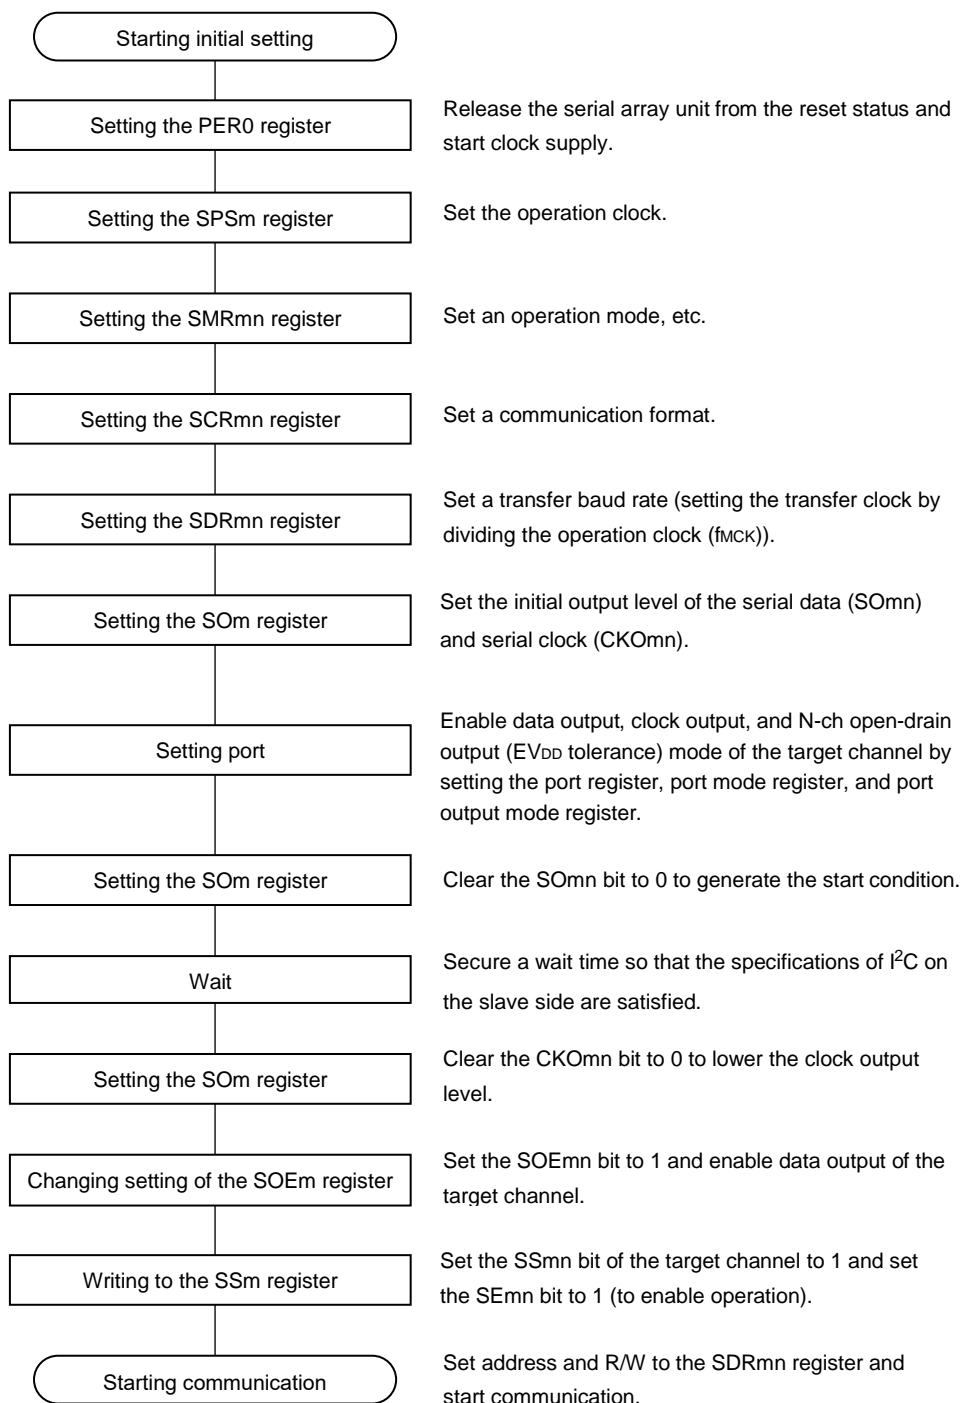 Starting initial setting
Setting the PER0 register
Release the serial array unit from the reset status and
start clock supply.
Setting the SPSm register
Set the operation clock.
Setting the SMRmn register
Set an operation mode, etc.
Setting the SCRmn register
Set a communication format.
Setting the SDRmn register
Set a transfer baud rate (setting the transfer clock by
dividing the operation clock (fMCK)).
Setting the SOm register
Set the initial output level of the serial data (SOmn)
and serial clock (CKOmn).
Setting port
Enable data output, clock output, and N-ch open-drain
output (EVDD tolerance) mode of the target channel by
setting the port register, port mode register, and port
output mode register.
Setting the SOm register
Clear the SOmn bit to 0 to generate the start condition.
Wait
Secure a wait time so that the specifications of I²C on
the slave side are satisfied.
Setting the SOm register
Clear the CKOmn bit to 0 to lower the clock output
level.
Changing setting of the SOEm register
Set the SOEmn bit to 1 and enable data output of the
target channel.
Writing to the SSm register
Set the SSmn bit of the target channel to 1 and set
the SEmn bit to 1 (to enable operation).
Starting communication
Set address and R/W to the SDRmn register and
start communication.